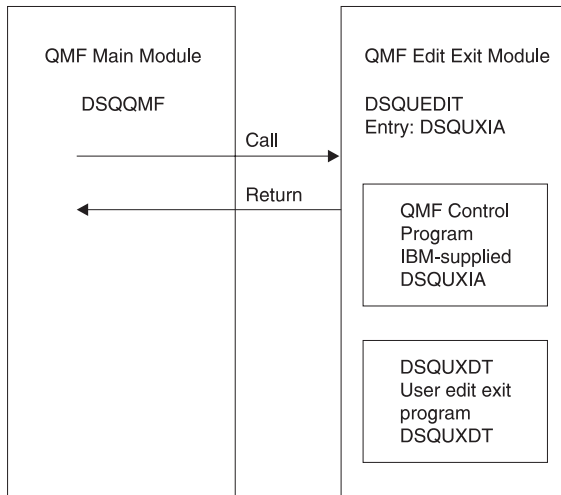 QMF Main Module
DSQQMF
Call
Return
QMF Edit Exit Module
DSQUEDIT
Entry: DSQUXIA
QMF Control
Program
IBM-supplied
DSQUXIA
DSQUXDT
User edit exit
program
DSQUXDT